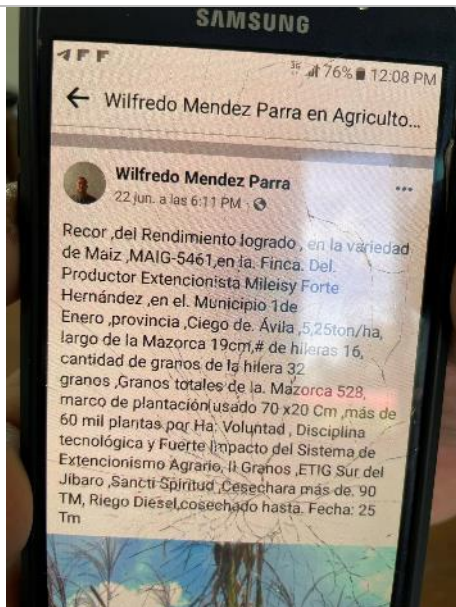 SAMSUNG
3G 76% 12:08 PM
← Wilfredo Mendez Parra en Agriculto...
Wilfredo Mendez Parra
22 jun. a las 6:11 PM ·
Recor ,del Rendimiento logrado , en la variedad
de Maiz ,MAIG-5461,en la. Finca. Del.
Productor Extencionista Mileisy Forte
Hernández ,en el. Municipio 1de
Enero ,provincia ,Ciego de. Ávila ,5,25ton/ha,
largo de la Mazorca 19cm,# de hileras 16,
cantidad de granos de la hilera 32
granos ,Granos totales de la. Mazorca 528,
marco de plantación usado 70 x20 Cm ,más de
60 mil plantas por Ha: Voluntad , Disciplina
tecnológica y Fuerte Impacto del Sistema de
Extencionismo Agrario, Ii Granos ,ETIG Sur del
Jíbaro ,Sancti Spiritud ,Cesechara más de. 90
TM, Riego Diesel,cosechado hasta. Fecha: 25
Tm